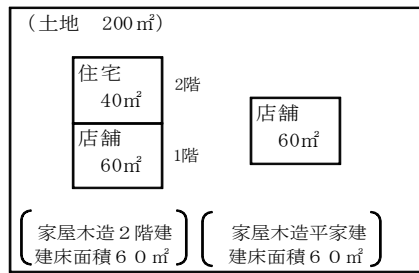 （土地　200㎡）
住宅
40㎡
2階
店舗
60㎡
1階
店舗
60㎡
家屋木造２階建
建床面積６０㎡
家屋木造平家建
建床面積６０㎡